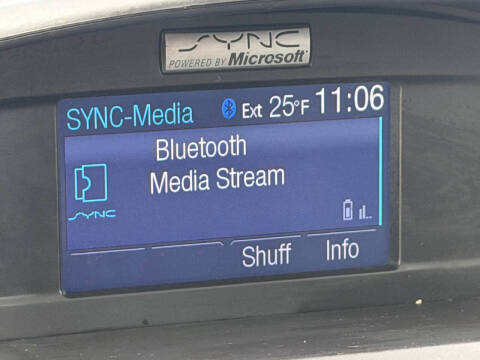 SYNC
POWERED BY Microsoft®
SYNC-Media Ext 25°F 11:06
Bluetooth
Media Stream
SYNC
Shuff Info